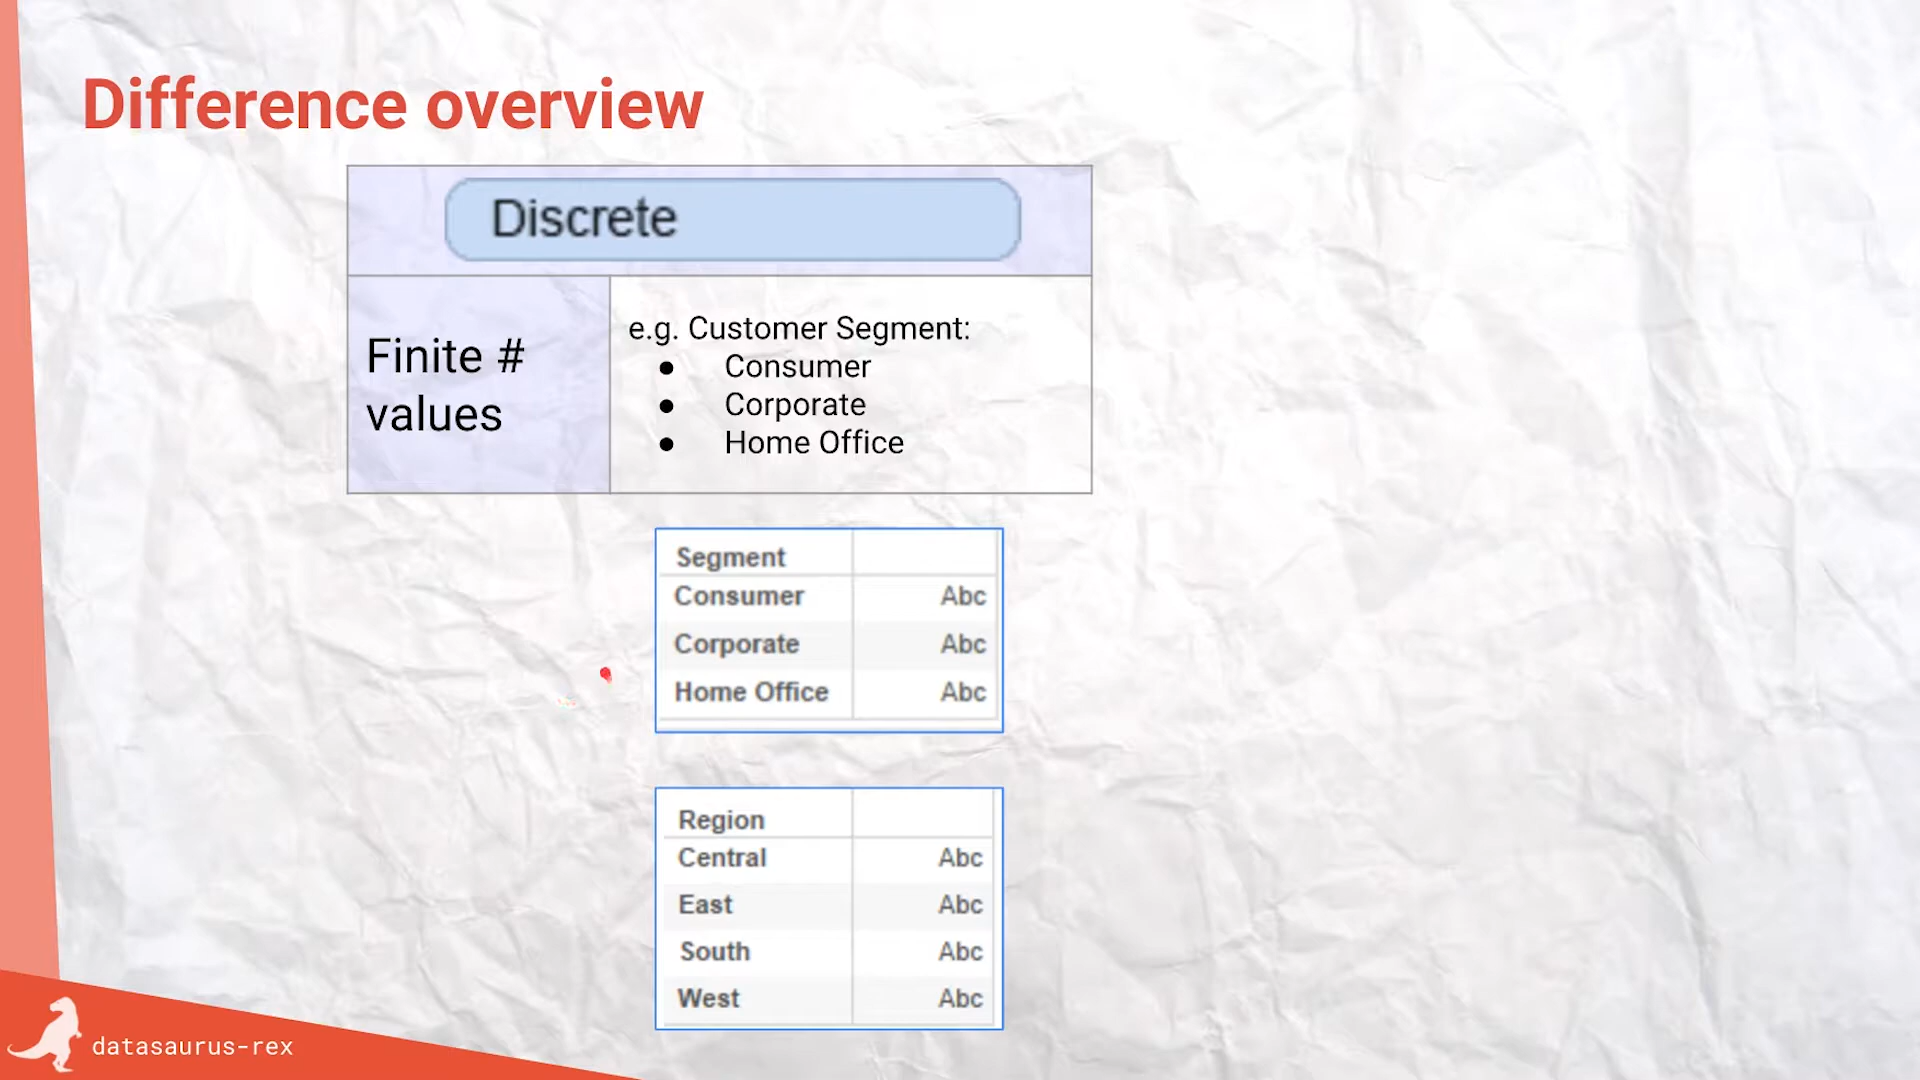 Difference overview
Discrete
Finite #
values
e.g. Customer Segment:
● Consumer
● Corporate
● Home Office
Segment
Consumer Abc
Corporate Abc
Home Office Abc
Region
Central Abc
East Abc
South Abc
West Abc
datasaurus-rex